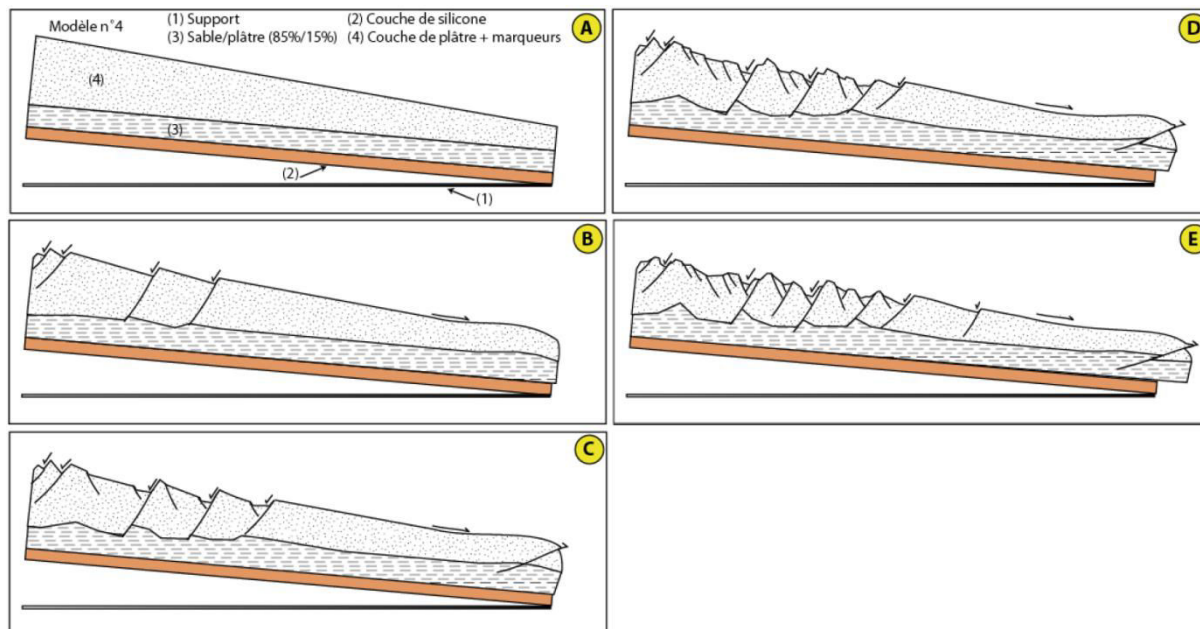 Modèle n°4
(1) Support
(2) Couche de silicone
(3) Sable/plâtre (85%/15%)
(4) Couche de plâtre + marqueurs
A
(4)
(3)
(2)
(1)
B
C
D
E